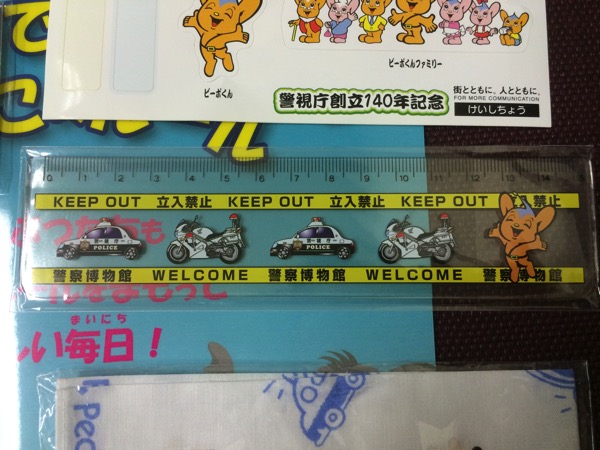 ピーポくん
ピーポくんファミリー
警視庁創立140年記念
街とともに、人とともに。
FOR MORE COMMUNICATION
けいしちょう
0 1 2 3 4 5 6 7 8 9 10 11 12 13 14
KEEP OUT 立入禁止 KEEP OUT 立入禁止 KEEP OUT 立入禁止
POLICE POLICE
警察博物館 WELCOME 警察博物館 WELCOME 警察博物館
まいにち
い毎日!